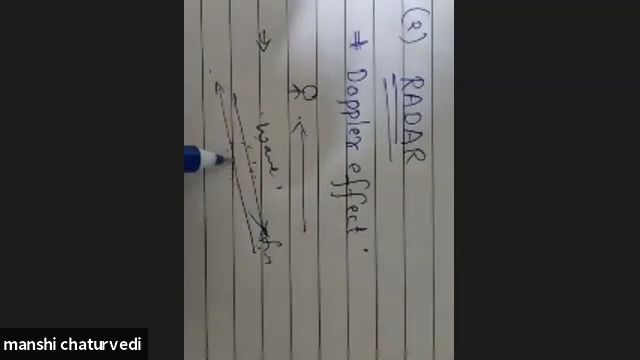 (2) RADAR
⇒ Doppler effect'
⇒ 'wave'
manshi chaturvedi